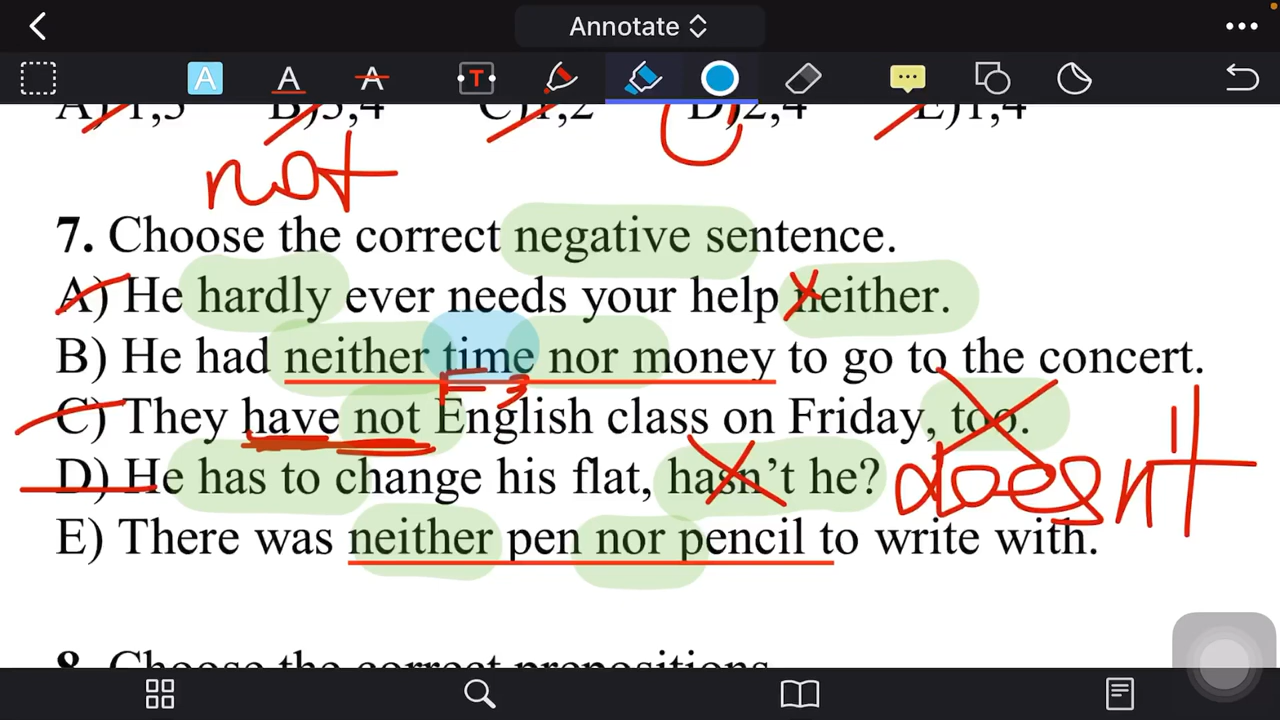 Annotate
A
A
A
T
A) 1,3 B)3,4 C)1,2 D)2,4 E)1,4
not
7. Choose the correct negative sentence.
A) He hardly ever needs your help neither.
B) He had neither time nor money to go to the concert.
C) They have not English class on Friday, too.
D) He has to change his flat, hasn't he? doesn't
E) There was neither pen nor pencil to write with.
8. Choose the correct prepositions